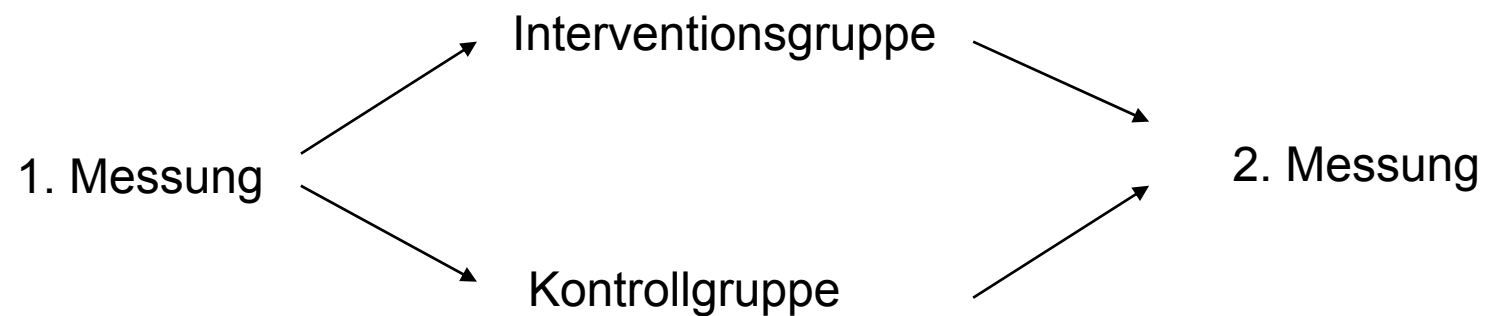 Interventionsgruppe
1. Messung
2. Messung
Kontrollgruppe